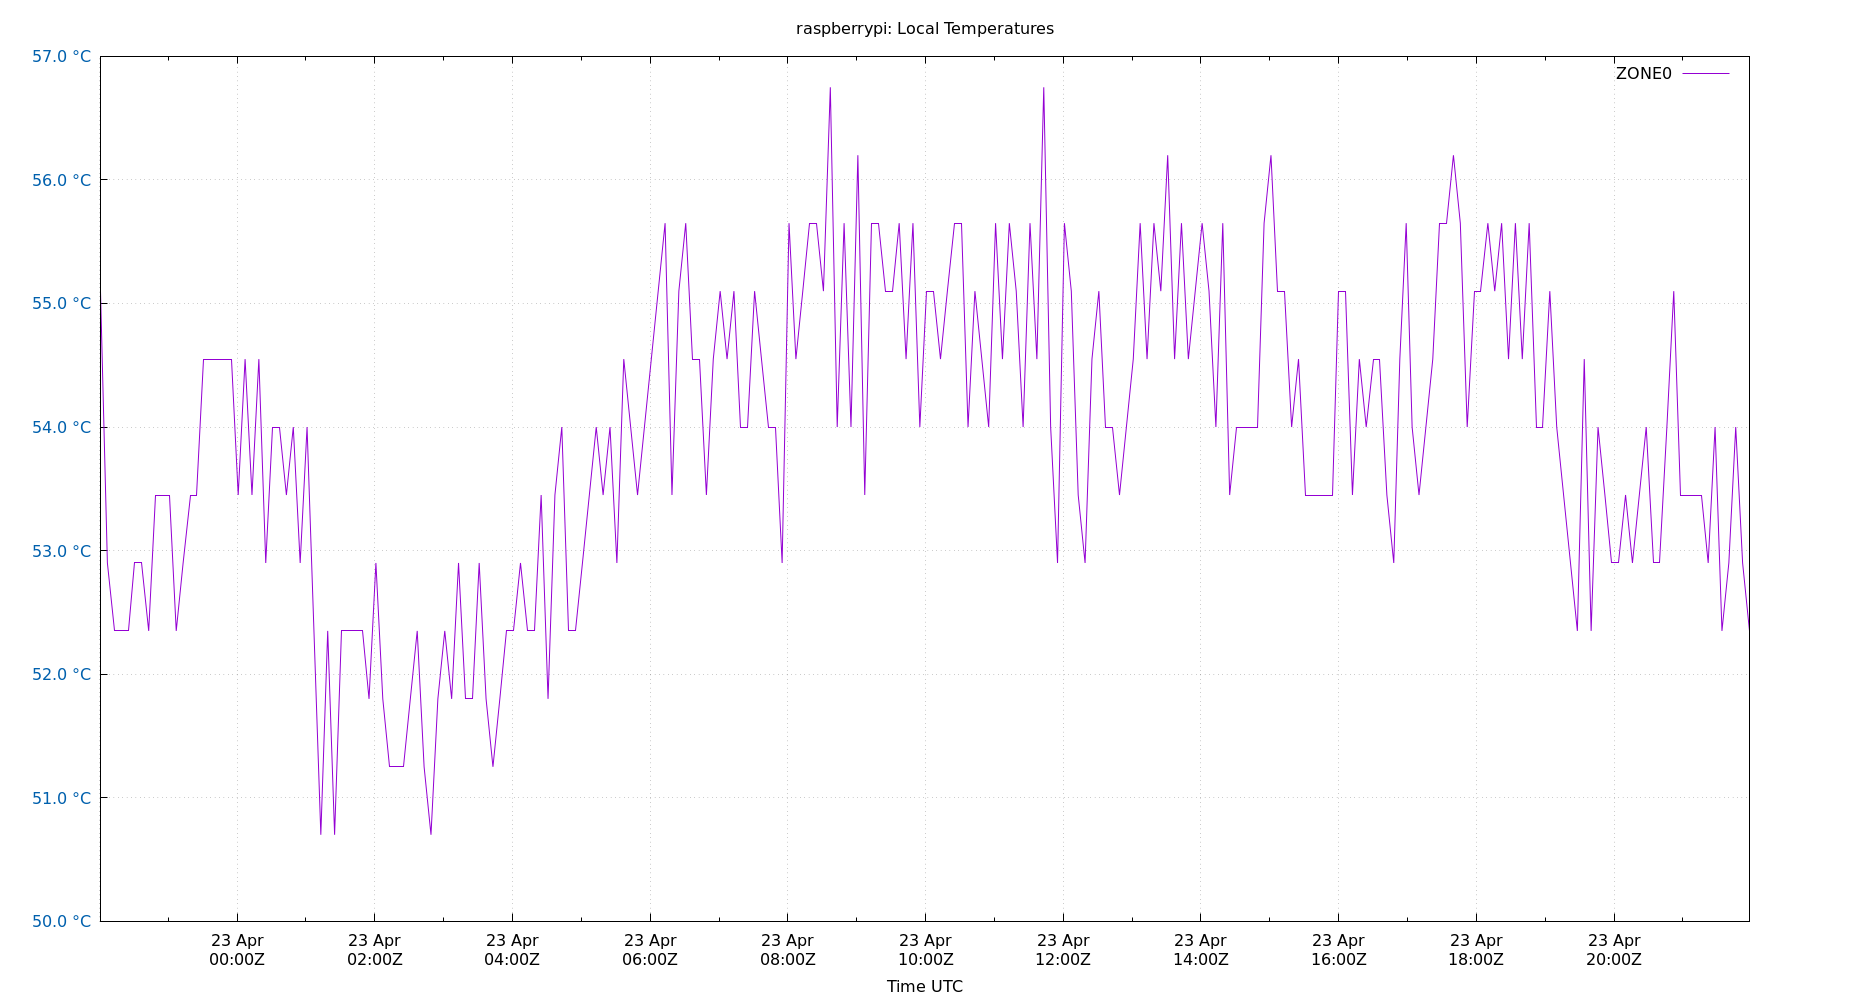 raspberrypi: Local Temperatures
57.0 °C
ZONE0
56.0 °C
55.0 °C
54.0 °C
53.0 °C
52.0 °C
51.0 °C
50.0 °C
23 Apr 23 Apr 23 Apr 23 Apr 23 Apr 23 Apr 23 Apr 23 Apr 23 Apr 23 Apr 23 Apr
00:00Z 02:00Z 04:00Z 06:00Z 08:00Z 10:00Z 12:00Z 14:00Z 16:00Z 18:00Z 20:00Z
Time UTC